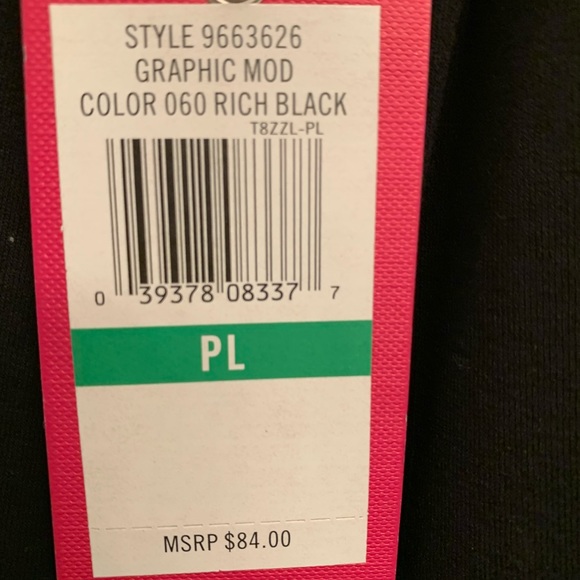 STYLE 9663626
GRAPHIC MOD
COLOR 060 RICH BLACK
T8ZZL-PL
0 39378 08337 7
PL
MSRP $84.00